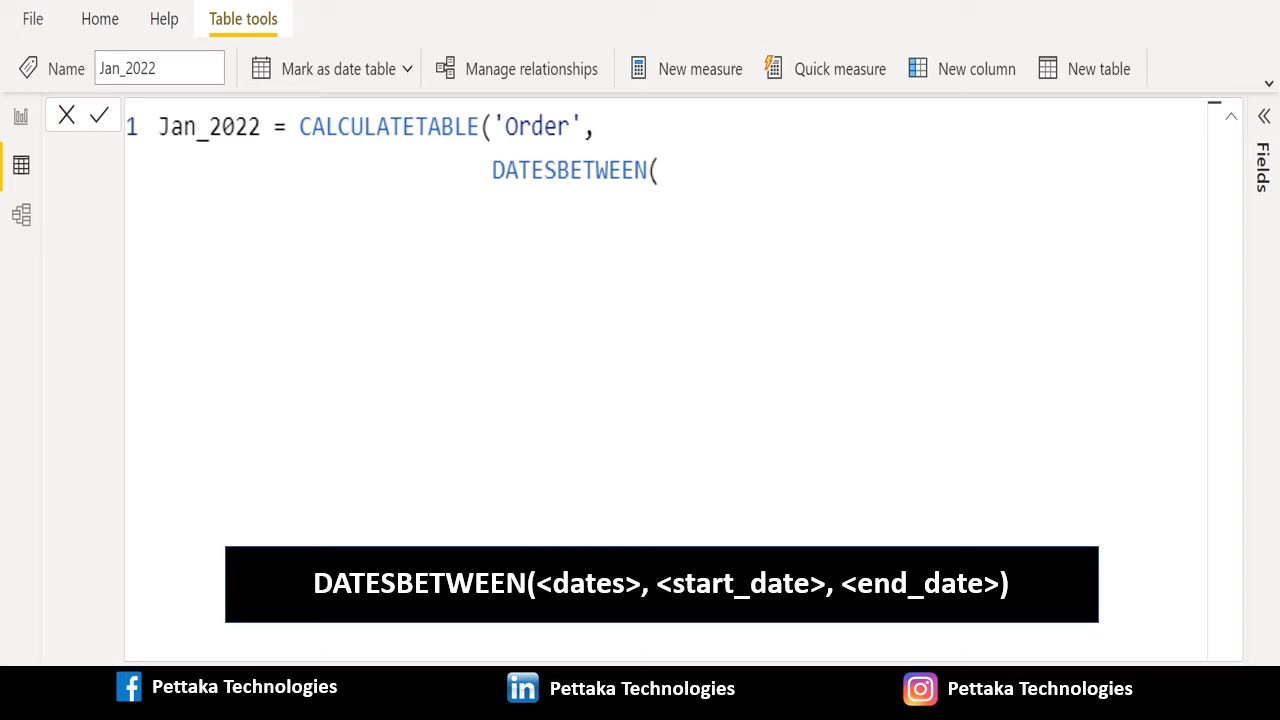 File Home Help Table tools
Name Jan_2022 Mark as date table Manage relationships New measure Quick measure New column New table
1 Jan_2022 = CALCULATETABLE('Order',
DATESBETWEEN(
Fields
DATESBETWEEN(<dates>, <start_date>, <end_date>)
Pettaka Technologies Pettaka Technologies Pettaka Technologies